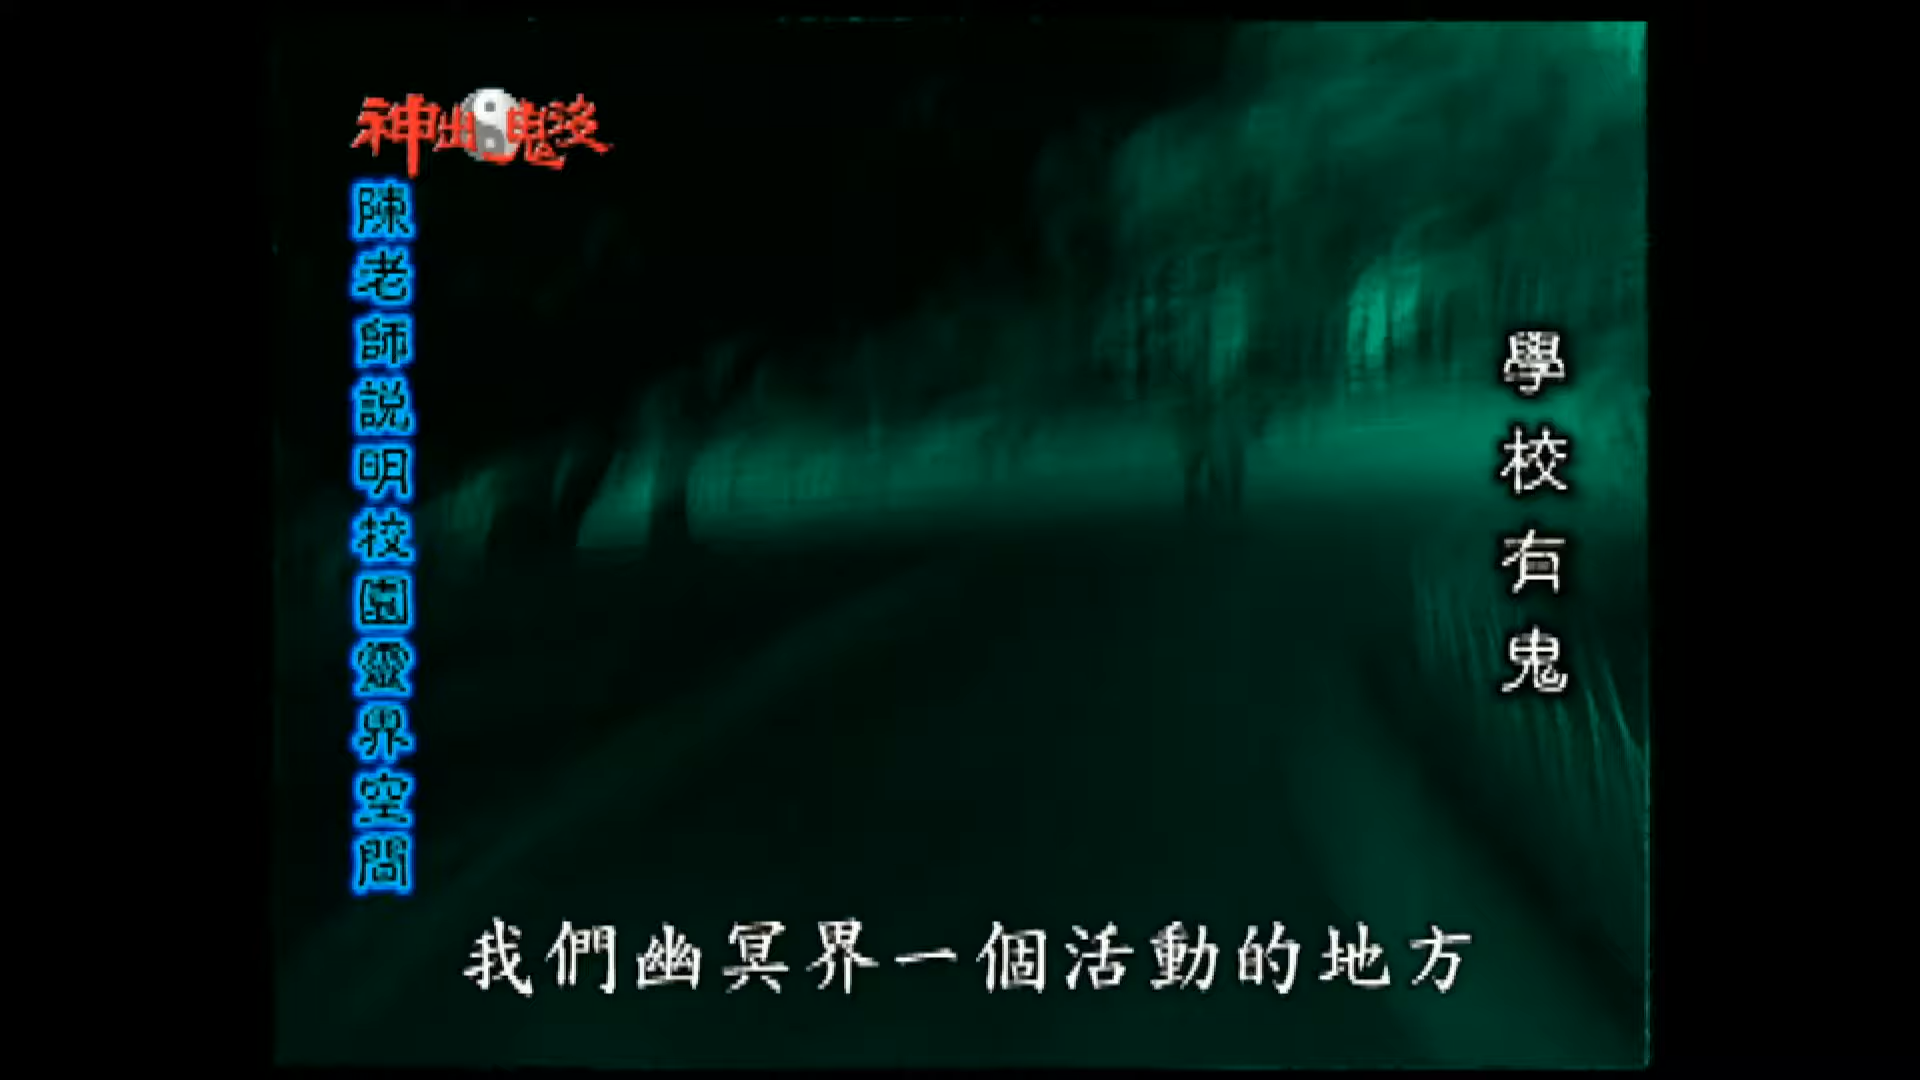 神出鬼沒
陳老師説明校園靈界空間
學校有鬼
我們幽冥界一個活動的地方